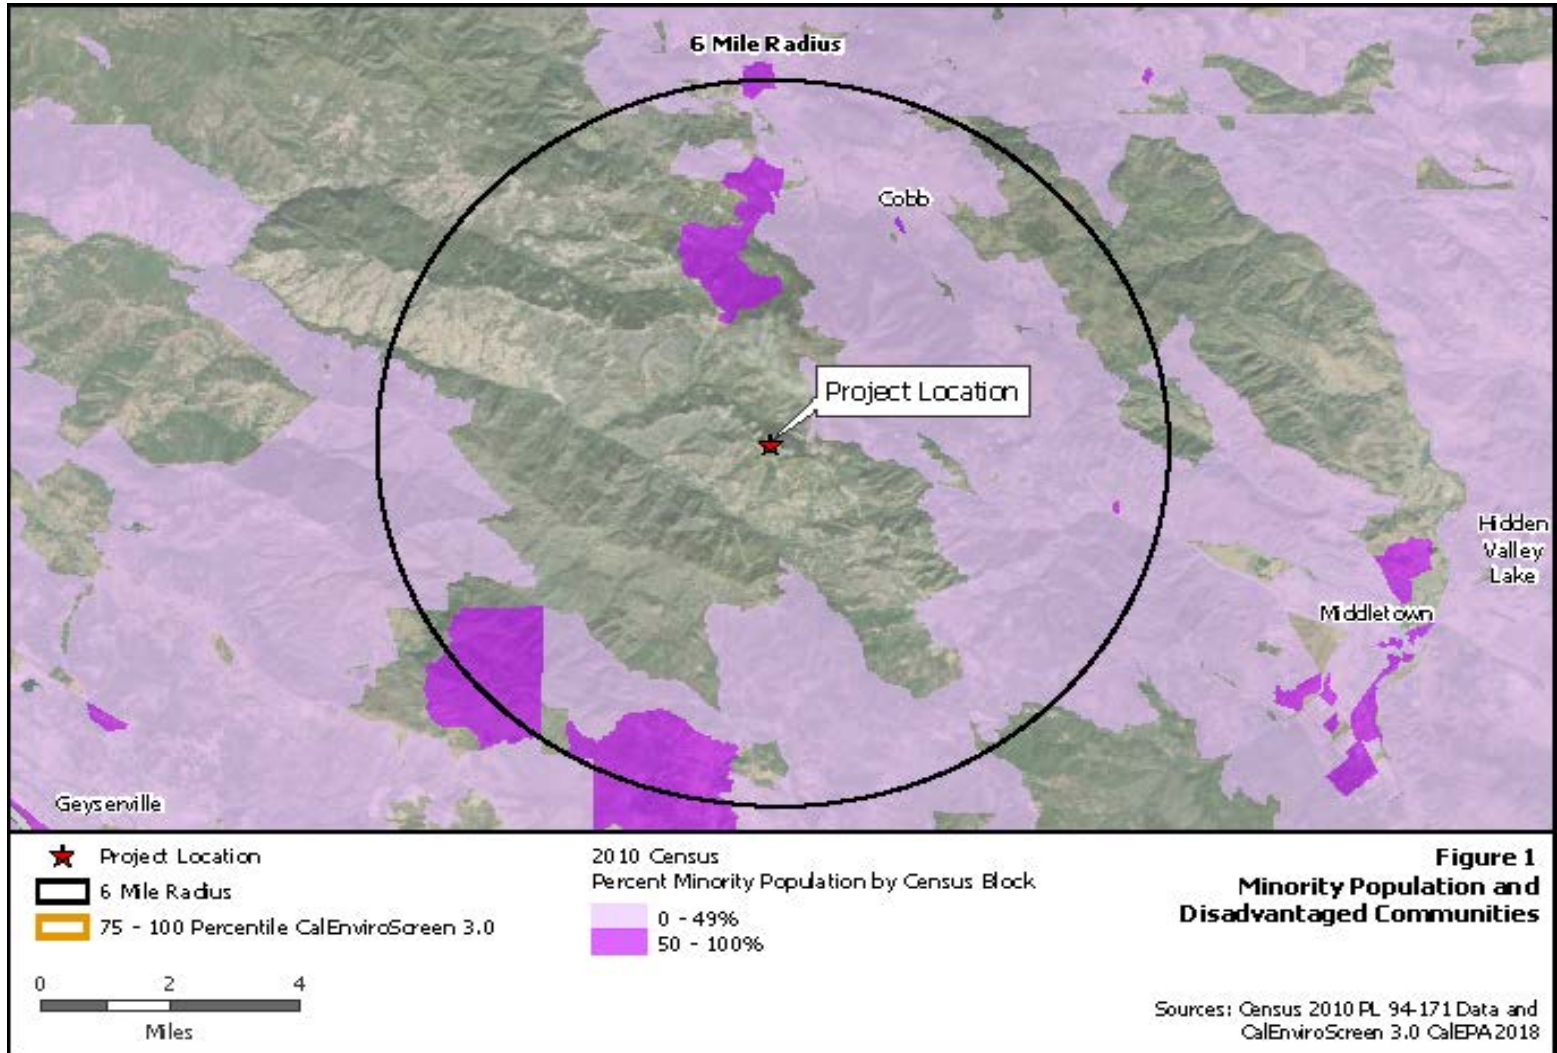 6 Mile Radius
Cobb
Project Location
Hidden
Valley
Lake
Middletown
Geyserville
Project Location
6 Mile Radius
75 - 100 Percentile CalEnviroScreen 3.0
0 2 4
Miles
2010 Census
Percent Minority Population by Census Block
0 - 49%
50 - 100%
Figure 1
Minority Population and
Disadvantaged Communities
Sources: Census 2010 PL 94-171 Data and
CalEnviroScreen 3.0 CalEPA 2018